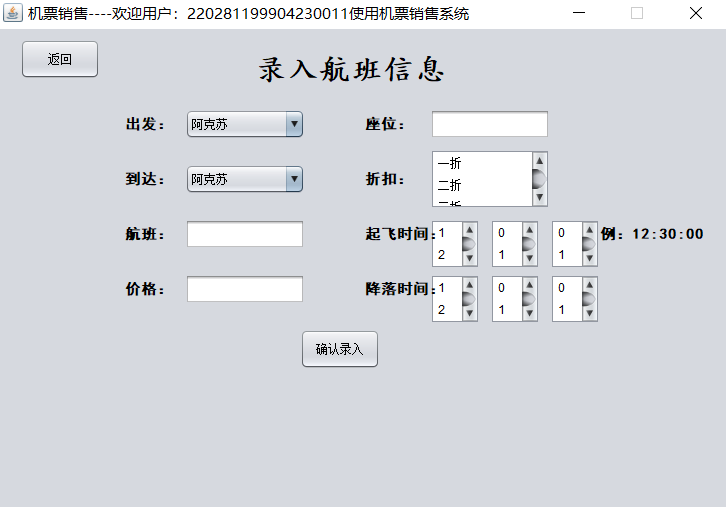 机票销售----欢迎用户：220281199904230011使用机票销售系统
返回
录入航班信息
出发： 阿克苏 座位：
到达： 阿克苏 折扣： 一折
二折
航班： 起飞时间： 1 0 0 例：12:30:00
2 1 1
价格： 降落时间： 1 0 0
2 1 1
确认录入